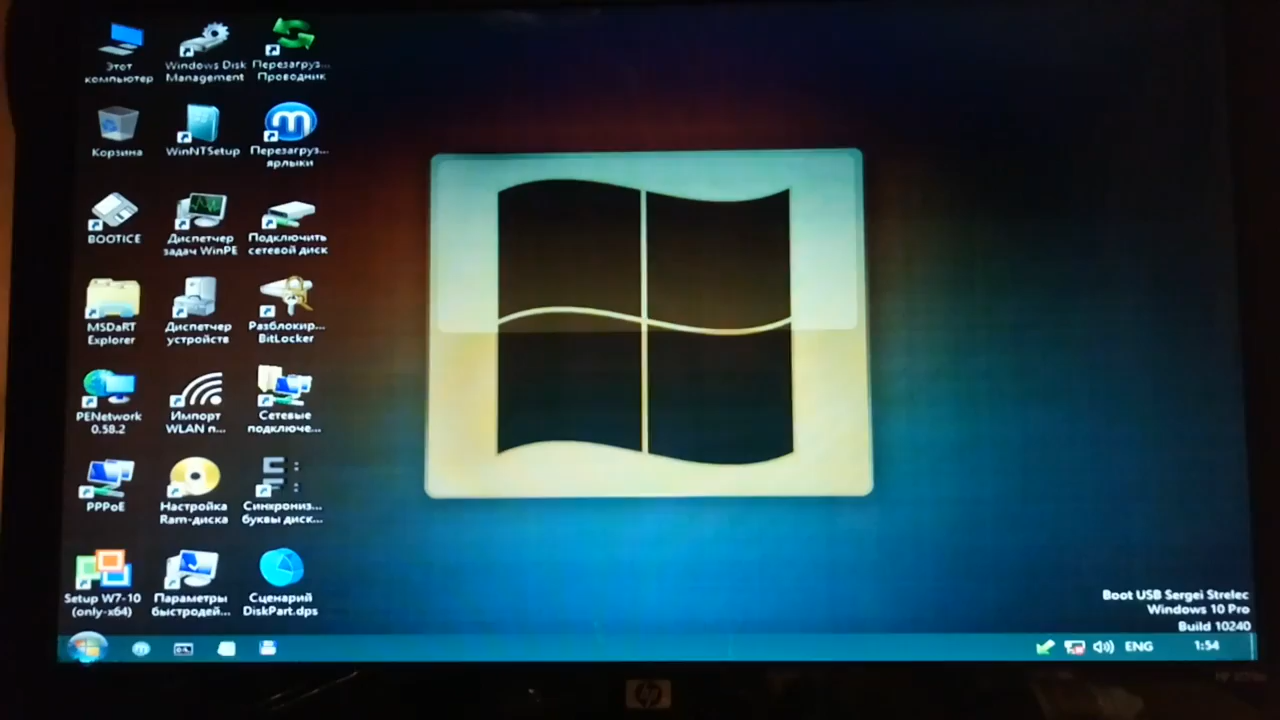 Этот
компьютер
Windows Disk
Management
Перезагруз...
Проводник
Корзина
WinNTSetup
Перезагруз...
ярлыки
BOOTICE
Диспетчер
задач WinPE
Подключить
сетевой диск
MSDaRT
Explorer
Диспетчер
устройств
Разблокир...
BitLocker
PENetwork
0.58.2
Импорт
WLAN п...
Сетевые
подключе...
PPPoE
Настройка
Ram-диска
Синхрониз...
буквы диск...
Setup W7-10
(only-x64)
Параметры
быстродей...
Сценарий
DiskPart.dps
Boot USB Sergei Strelec
Windows 10 Pro
Build 10240
ENG
1:54
hp